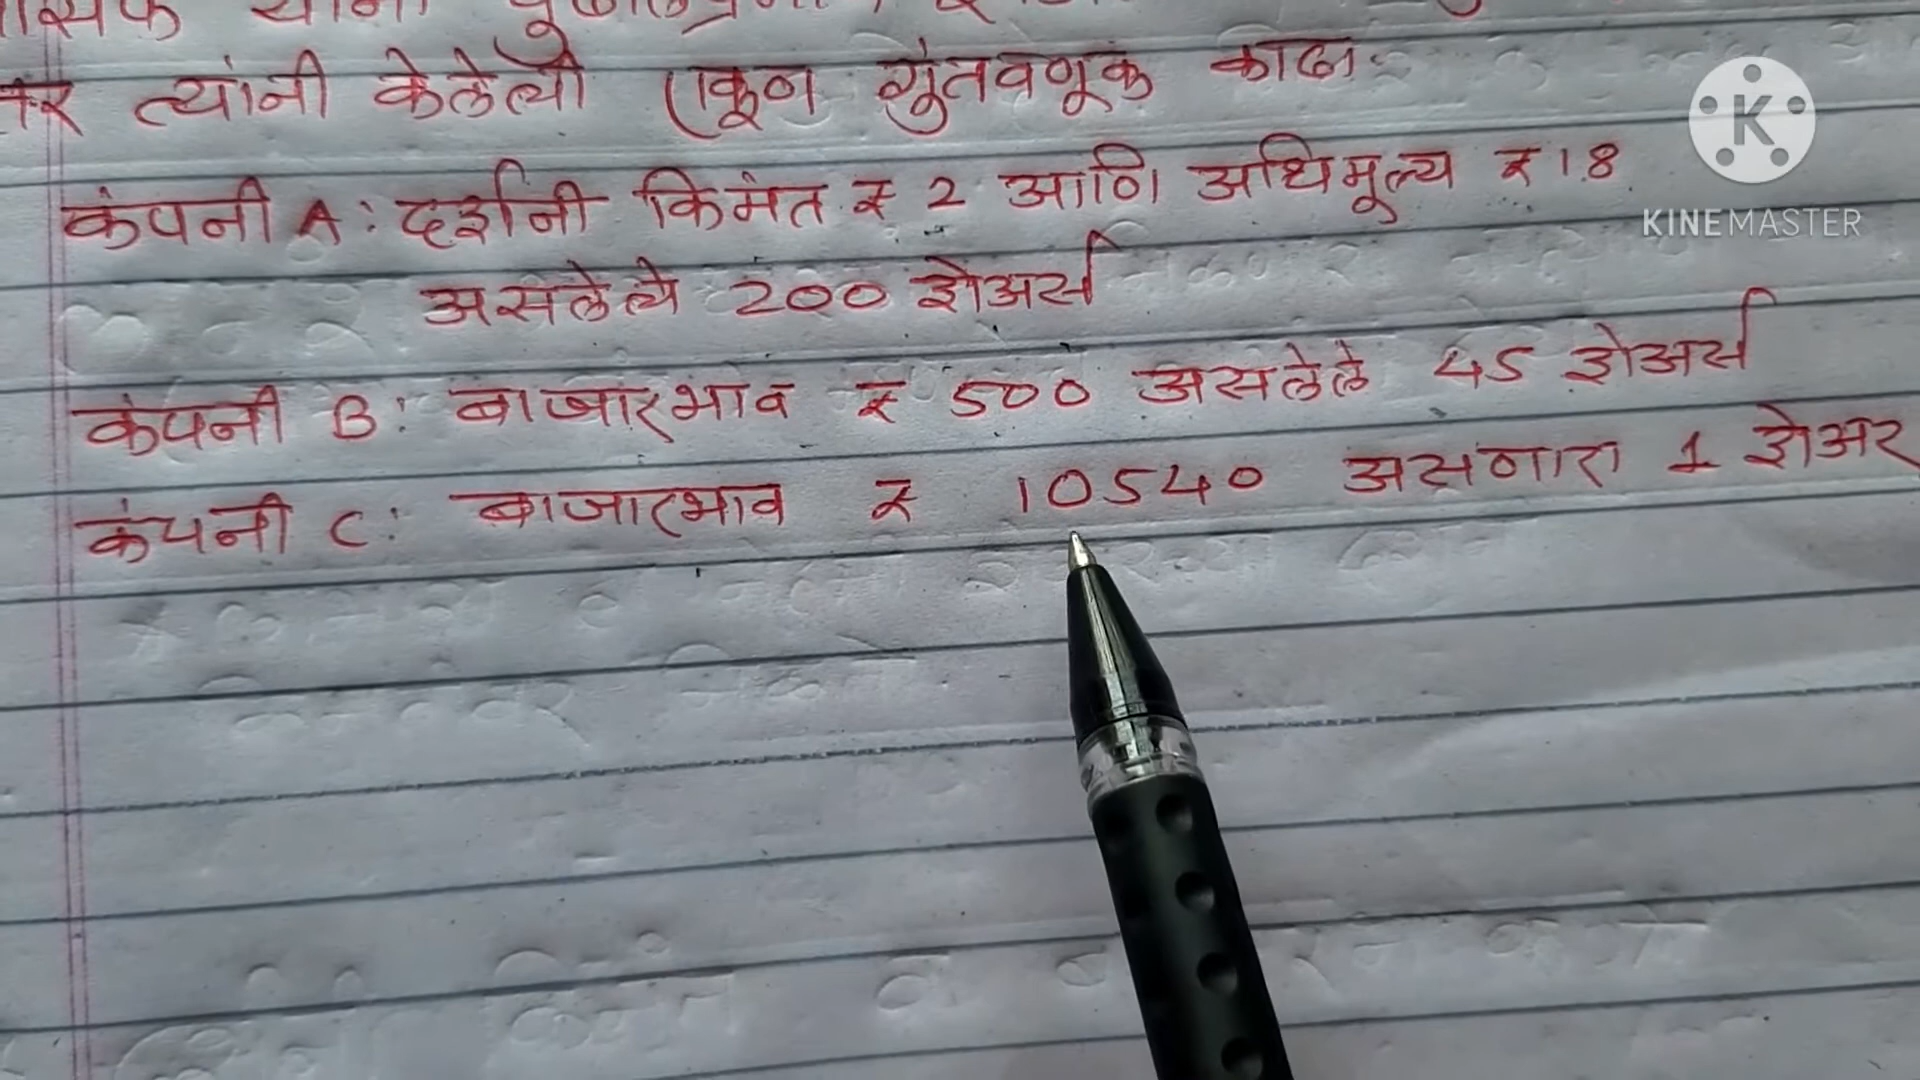 तर त्यांनी केलेल्या एकूण गुंतवणूक काढा.
कंपनी A: दर्शनी किंमत ₹ 2 आणि अधिमूल्य ₹ 18
असलेले 200 शेअर्स
कंपनी B: बाजारभाव ₹ 500 असलेले 45 शेअर्स
कंपनी C: बाजारभाव ₹ 10540 असणारा 1 शेअर
K
KINEMASTER